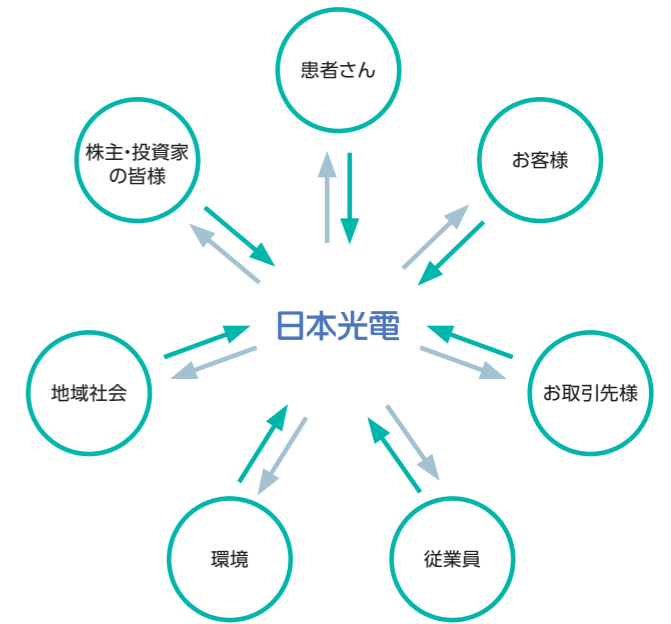 患者さん
株主・投資家
の皆様
お客様
日本光電
地域社会
お取引先様
環境
従業員